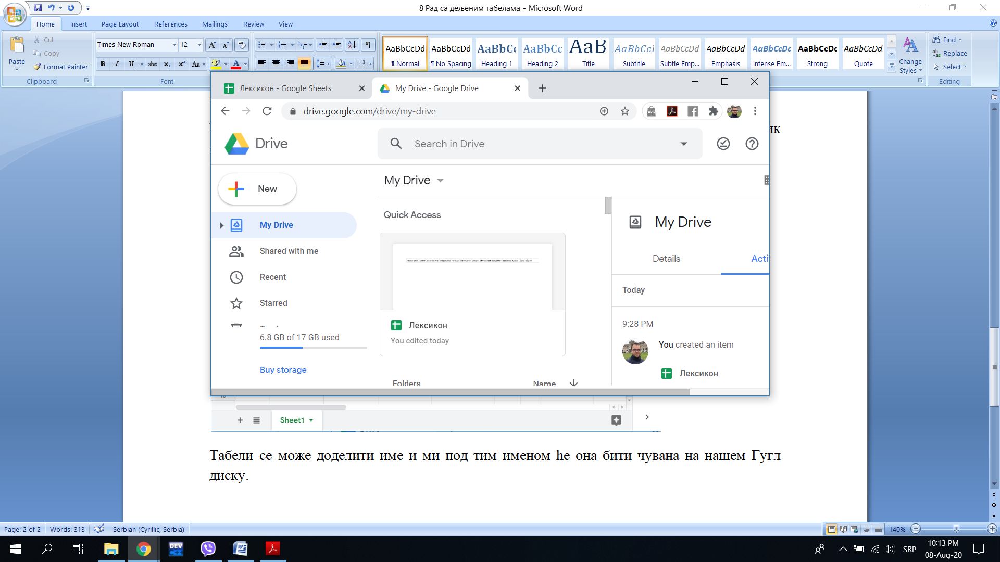 8 Рад са дељеним табелама - Microsoft Word
Home Insert Page Layout References Mailings Review View
Paste
Cut
Copy
Format Painter
Clipboard
Times New Roman 12
Font
AaBbCcDd AaBbCcDd AaBbCc AaBbCc AaB AaBbCcI AaBbCcDd AaBbCcDd AaBbCcDd AaBbCcDc AaBbCcDd
¶ Normal ¶ No Spacing Heading 1 Heading 2 Title Subtitle Subtle Emp... Emphasis Intense Em... Strong Quote
Change Styles
Find
Replace
Select
Editing
Лексикон - Google Sheets
My Drive - Google Drive
drive.google.com/drive/my-drive
ик
Drive
Search in Drive
New
My Drive
Shared with me
Recent
Starred
6.8 GB of 17 GB used
Buy storage
My Drive
Quick Access
Лексикон
You edited today
Folders Name
My Drive
Details Acti
Today
9:28 PM
You created an item
Лексикон
Sheet1
Табели се може доделити име и ми под тим именом ће она бити чувана на нашем Гугл
диску.
Page: 2 of 2 Words: 313 Serbian (Cyrillic, Serbia) 140%
DEV C++
SRP
10:13 PM
08-Aug-20